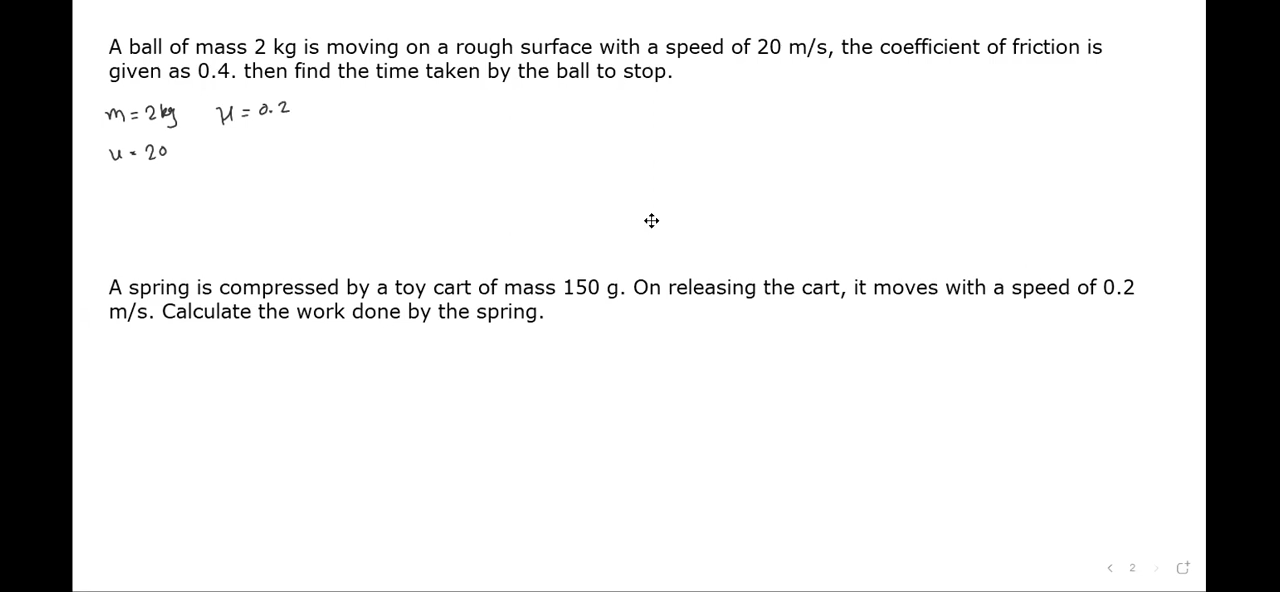 A ball of mass 2 kg is moving on a rough surface with a speed of 20 m/s, the coefficient of friction is
given as 0.4. then find the time taken by the ball to stop.
m = 2 kg μ = 0.2
u = 20
A spring is compressed by a toy cart of mass 150 g. On releasing the cart, it moves with a speed of 0.2
m/s. Calculate the work done by the spring.
2